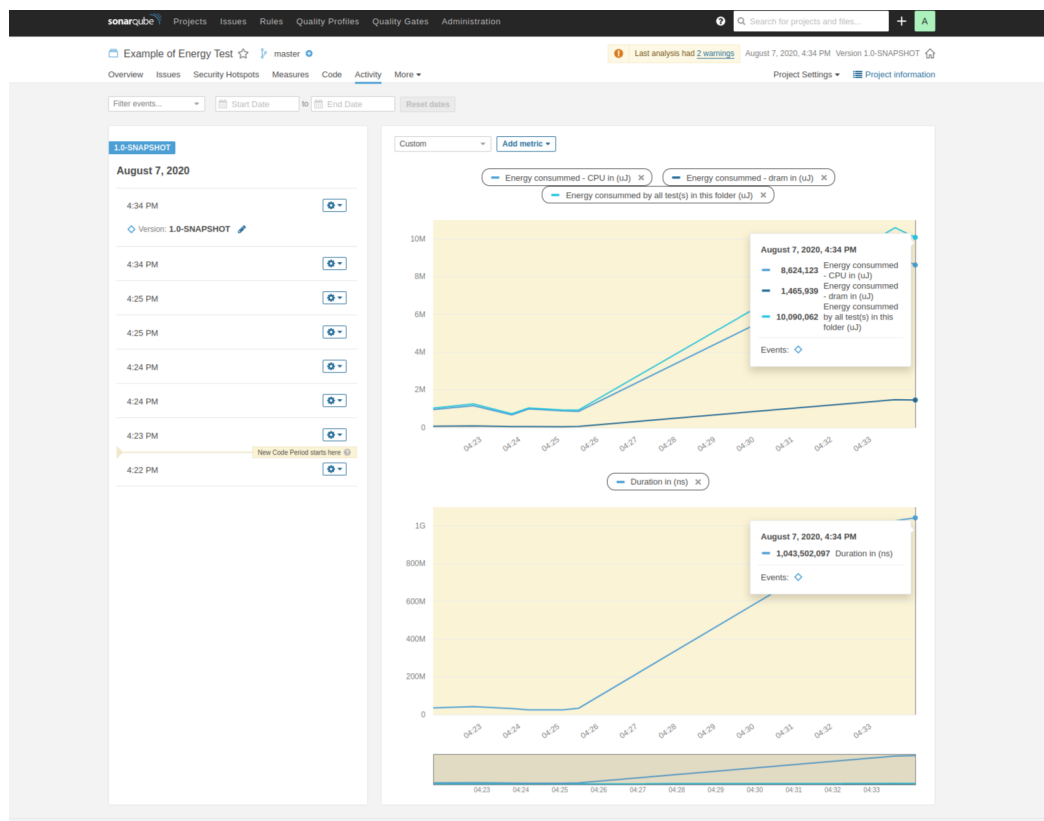 sonarqube Projects Issues Rules Quality Profiles Quality Gates Administration ? Search for projects and files... + A
Example of Energy Test master
Last analysis had 2 warnings August 7, 2020, 4:34 PM Version 1.0-SNAPSHOT
Overview Issues Security Hotspots Measures Code Activity More
Project Settings Project information
Filter events... Start Date to End Date Reset dates
1.0-SNAPSHOT
August 7, 2020
4:34 PM
Version: 1.0-SNAPSHOT
4:34 PM
4:25 PM
4:25 PM
4:24 PM
4:24 PM
4:23 PM
New Code Period starts here ?
4:22 PM
Custom Add metric
Energy consummed - CPU in (uJ) × Energy consummed - dram in (uJ) ×
Energy consummed by all test(s) in this folder (uJ) ×
10M
8M
6M
4M
2M
0
04:23 04:24 04:25 04:26 04:27 04:28 04:29 04:30 04:31 04:32 04:33
August 7, 2020, 4:34 PM
8,624,123 Energy consummed
- CPU in (uJ)
1,465,939 Energy consummed
- dram in (uJ)
Energy consummed
10,090,062 by all test(s) in this
folder (uJ)
Events:
Duration in (ns) ×
1G
800M
600M
400M
200M
0
04:23 04:24 04:25 04:26 04:27 04:28 04:29 04:30 04:31 04:32 04:33
August 7, 2020, 4:34 PM
1,043,502,097 Duration in (ns)
Events:
04:23 04:24 04:25 04:26 04:27 04:28 04:29 04:30 04:31 04:32 04:33